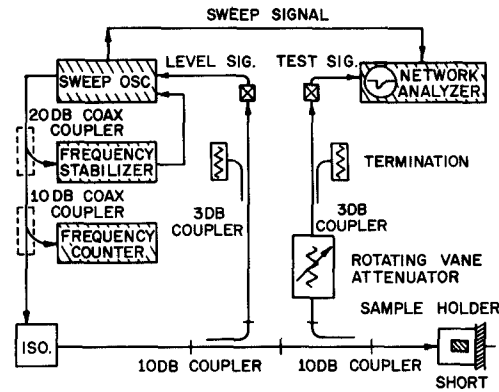 SWEEP SIGNAL
LEVEL SIG.
TEST SIG.
SWEEP OSC
NETWORK
ANALYZER
20DB COAX
COUPLER
FREQUENCY
STABILIZER
TERMINATION
10DB COAX
COUPLER
3DB
COUPLER
3DB
COUPLER
FREQUENCY
COUNTER
ROTATING VANE
ATTENUATOR
SAMPLE HOLDER
ISO.
10DB COUPLER
10DB COUPLER
SHORT